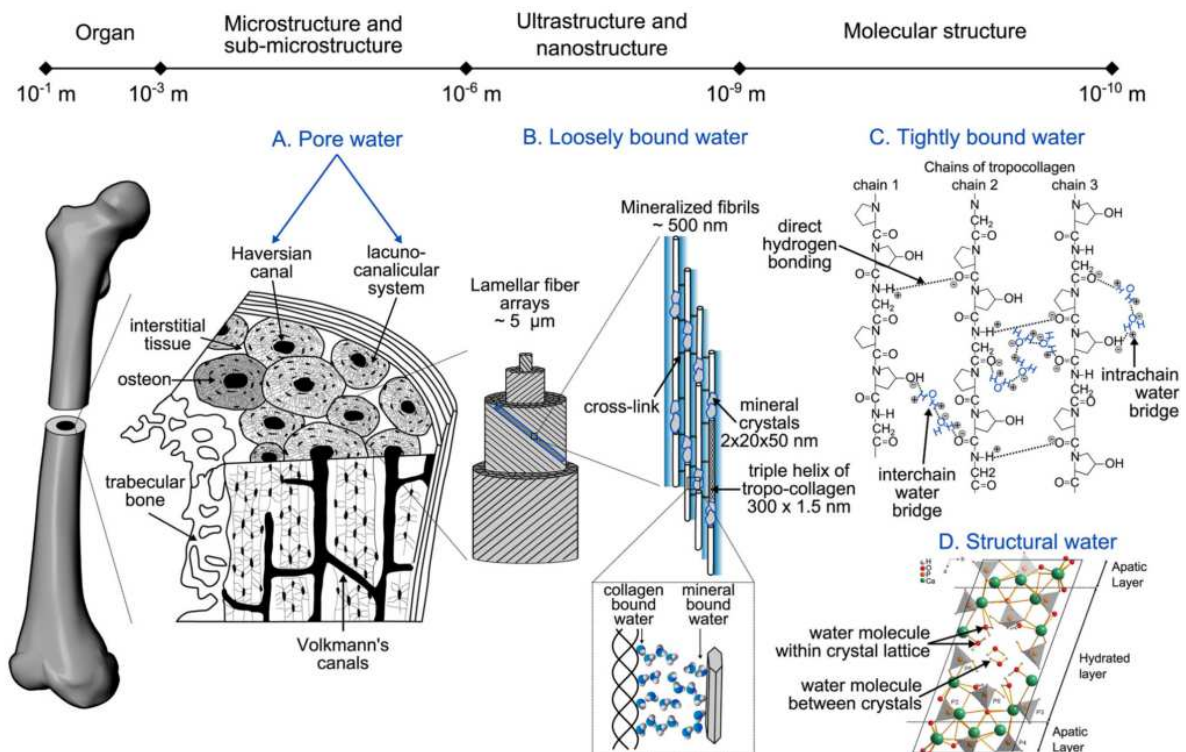 Organ
Microstructure and
sub-microstructure
Ultrastructure and
nanostructure
Molecular structure
10⁻¹ m
10⁻³ m
10⁻⁶ m
10⁻⁹ m
10⁻¹⁰ m
A. Pore water
Haversian
canal
lacuno-
canalicular
system
interstitial
tissue
osteon
trabecular
bone
Volkmann's
canals
B. Loosely bound water
Mineralized fibrils
~ 500 nm
Lamellar fiber
arrays
~ 5 µm
cross-link
mineral
crystals
2x20x50 nm
triple helix of
tropo-collagen
300 x 1.5 nm
collagen
bound
water
mineral
bound
water
C. Tightly bound water
Chains of tropocollagen
chain 1
chain 2
chain 3
direct
hydrogen
bonding
interchain
water
bridge
intrachain
water
bridge
D. Structural water
H
O
P
Ca
Apatic
Layer
water molecule
within crystal lattice
Hydrated
layer
water molecule
between crystals
Apatic
Layer